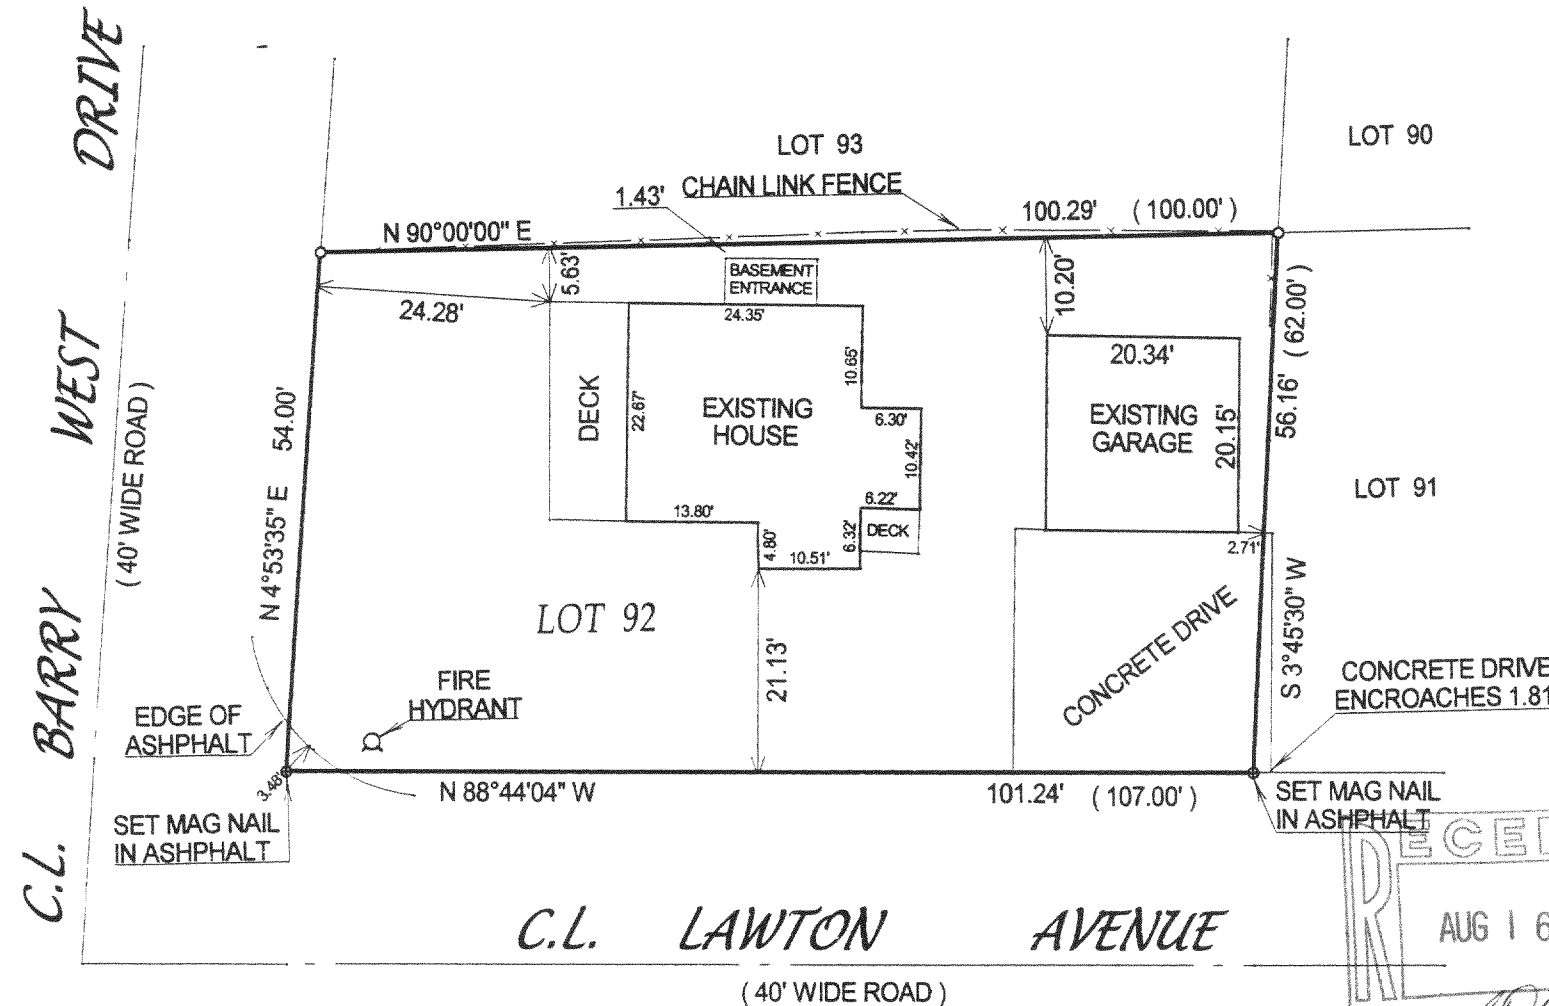 C.L. BARRY WEST DRIVE
( 40' WIDE ROAD )
LOT 93
LOT 90
1.43'
CHAIN LINK FENCE
N 90°00'00" E
100.29' ( 100.00' )
5.63'
BASEMENT
ENTRANCE
10.20'
24.28'
24.35'
20.34'
56.16' ( 62.00' )
10.65'
DECK
22.67'
EXISTING
HOUSE
6.30'
EXISTING
GARAGE
20.15'
N 4°53'35" E 54.00'
10.42'
LOT 91
6.22'
13.80'
4.80'
6.32'
DECK
10.51'
2.71'
LOT 92
S 3°45'30" W
CONCRETE DRIVE
21.13'
FIRE
HYDRANT
CONCRETE DRIVE
ENCROACHES 1.81
EDGE OF
ASHPHALT
3.48'
N 88°44'04" W
101.24' ( 107.00' )
SET MAG NAIL
IN ASHPHALT
SET MAG NAIL
IN ASHPHALT
RECEI
AUG 16
C.L. LAWTON AVENUE
( 40' WIDE ROAD )